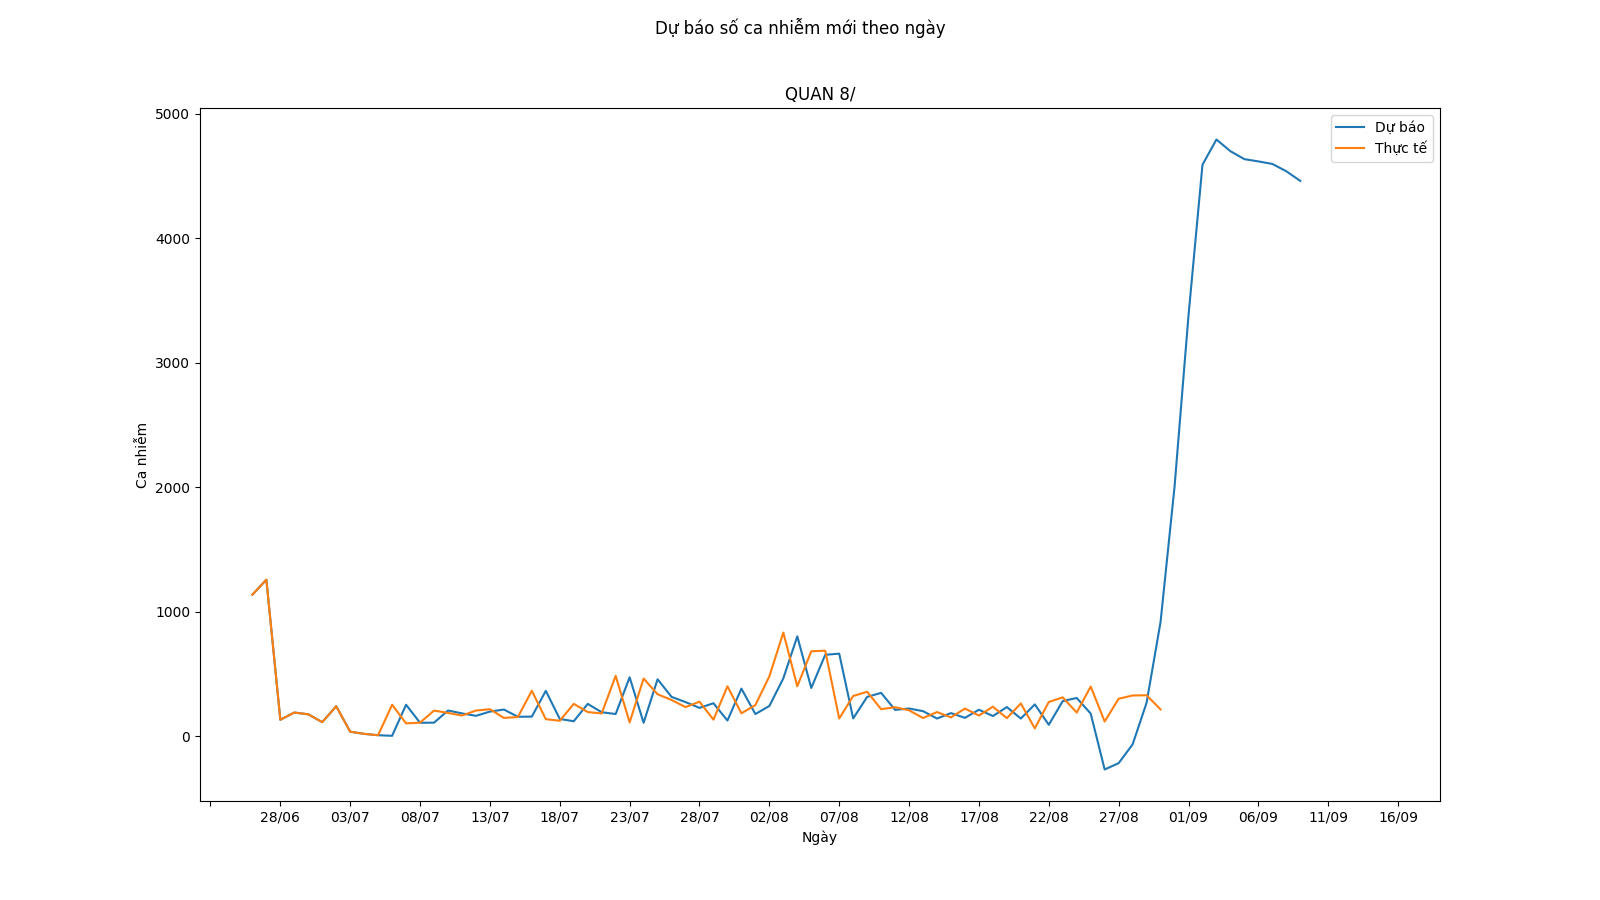 Dự báo số ca nhiễm mới theo ngày
QUAN 8/
Dự báo
Thực tế
Ca nhiễm
5000
4000
3000
2000
1000
0
28/06 03/07 08/07 13/07 18/07 23/07 28/07 02/08 07/08 12/08 17/08 22/08 27/08 01/09 06/09 11/09 16/09
Ngày